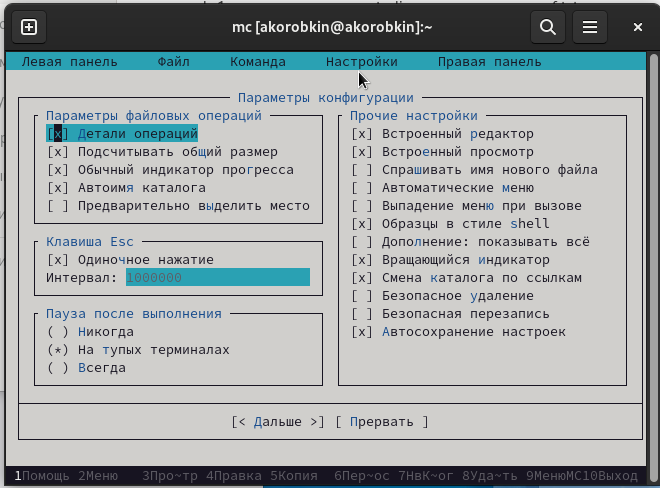 mc [akorobkin@akorobkin]:~
Левая панель Файл Команда Настройки Правая панель
Параметры конфигурации
Параметры файловых операций
[x] Детали операций
[x] Подсчитывать общий размер
[x] Обычный индикатор прогресса
[x] Автоимя каталога
[ ] Предварительно выделить место
Клавиша Esc
[x] Одиночное нажатие
Интервал: 1000000
Пауза после выполнения
( ) Никогда
(*) На тупых терминалах
( ) Всегда
Прочие настройки
[x] Встроенный редактор
[x] Встроенный просмотр
[ ] Спрашивать имя нового файла
[ ] Автоматические меню
[ ] Выпадение меню при вызове
[x] Образцы в стиле shell
[ ] Дополнение: показывать всё
[x] Вращающийся индикатор
[x] Смена каталога по ссылкам
[ ] Безопасное удаление
[ ] Безопасная перезапись
[x] Автосохранение настроек
[< Дальше >] [ Прервать ]
1Помощь 2Меню 3Про~тр 4Правка 5Копия 6Пер~ос 7НвК~ог 8Уда~ть 9МенюMC10Выход